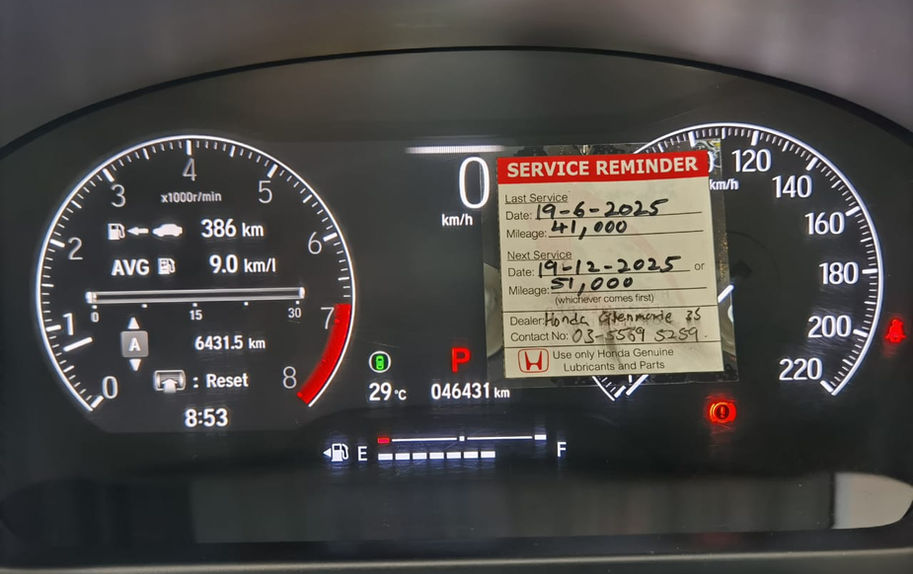 4
3
5
x1000r/min
2
6
386 km
AVG 9.0 km/l
0 15 30
1
7
A
6431.5 km
: Reset
0
8
8:53
0
km/h
P
29 °C 046431 km
E F
SERVICE REMINDER
Last Service
Date: 19-6-2025
Mileage: 41,000
Next Service
Date: 19-12-2025 or
Mileage: 51,000
(whichever comes first)
Dealer: Honda Glenmarie 3S
Contact No: 03-5569 5259.
Use only Honda Genuine
Lubricants and Parts
km/h
120
140
160
180
200
220